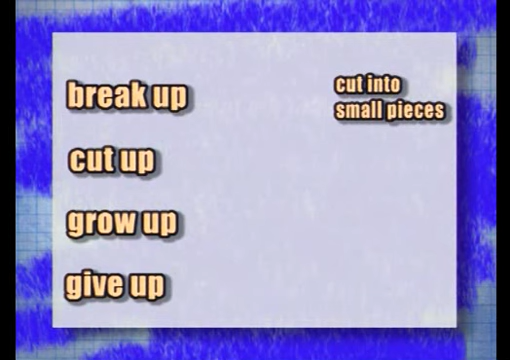 break up
cut into
small pieces
cut up
grow up
give up